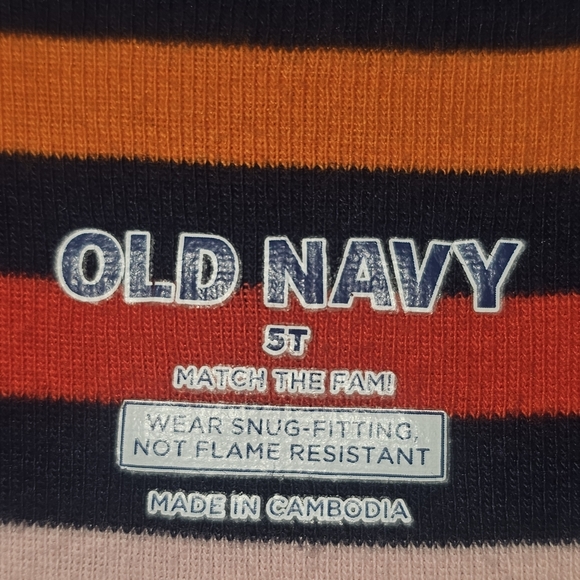 OLD NAVY
5T
MATCH THE FAM!
WEAR SNUG-FITTING,
NOT FLAME RESISTANT
MADE IN CAMBODIA